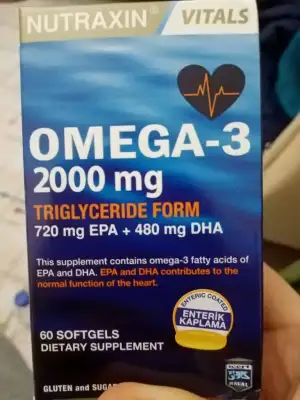 NUTRAXIN® VITALS
OMEGA-3
2000 mg
TRIGLYCERIDE FORM
720 mg EPA + 480 mg DHA
This supplement contains omega-3 fatty acids of
EPA and DHA. EPA and DHA contributes to the
normal function of the heart.
ENTERIC COATED
ENTERİK
KAPLAMA
60 SOFTGELS
DIETARY SUPPLEMENT
GLUTEN and SUGAR
HALAL